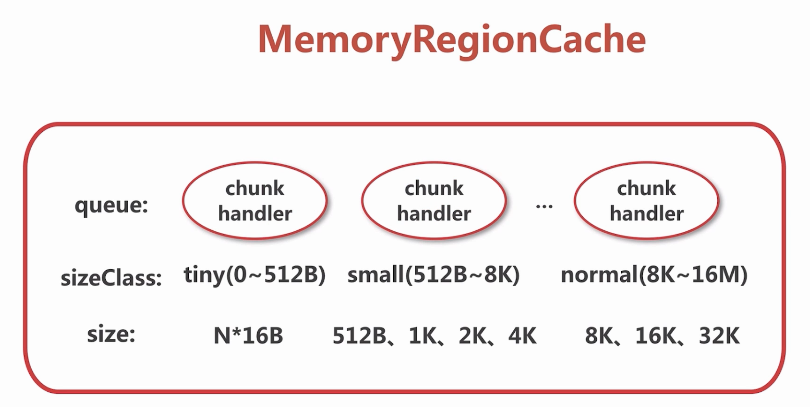 MemoryRegionCache
queue: chunk handler chunk handler ... chunk handler
sizeClass: tiny(0~512B) small(512B~8K) normal(8K~16M)
size: N*16B 512B、1K、2K、4K 8K、16K、32K